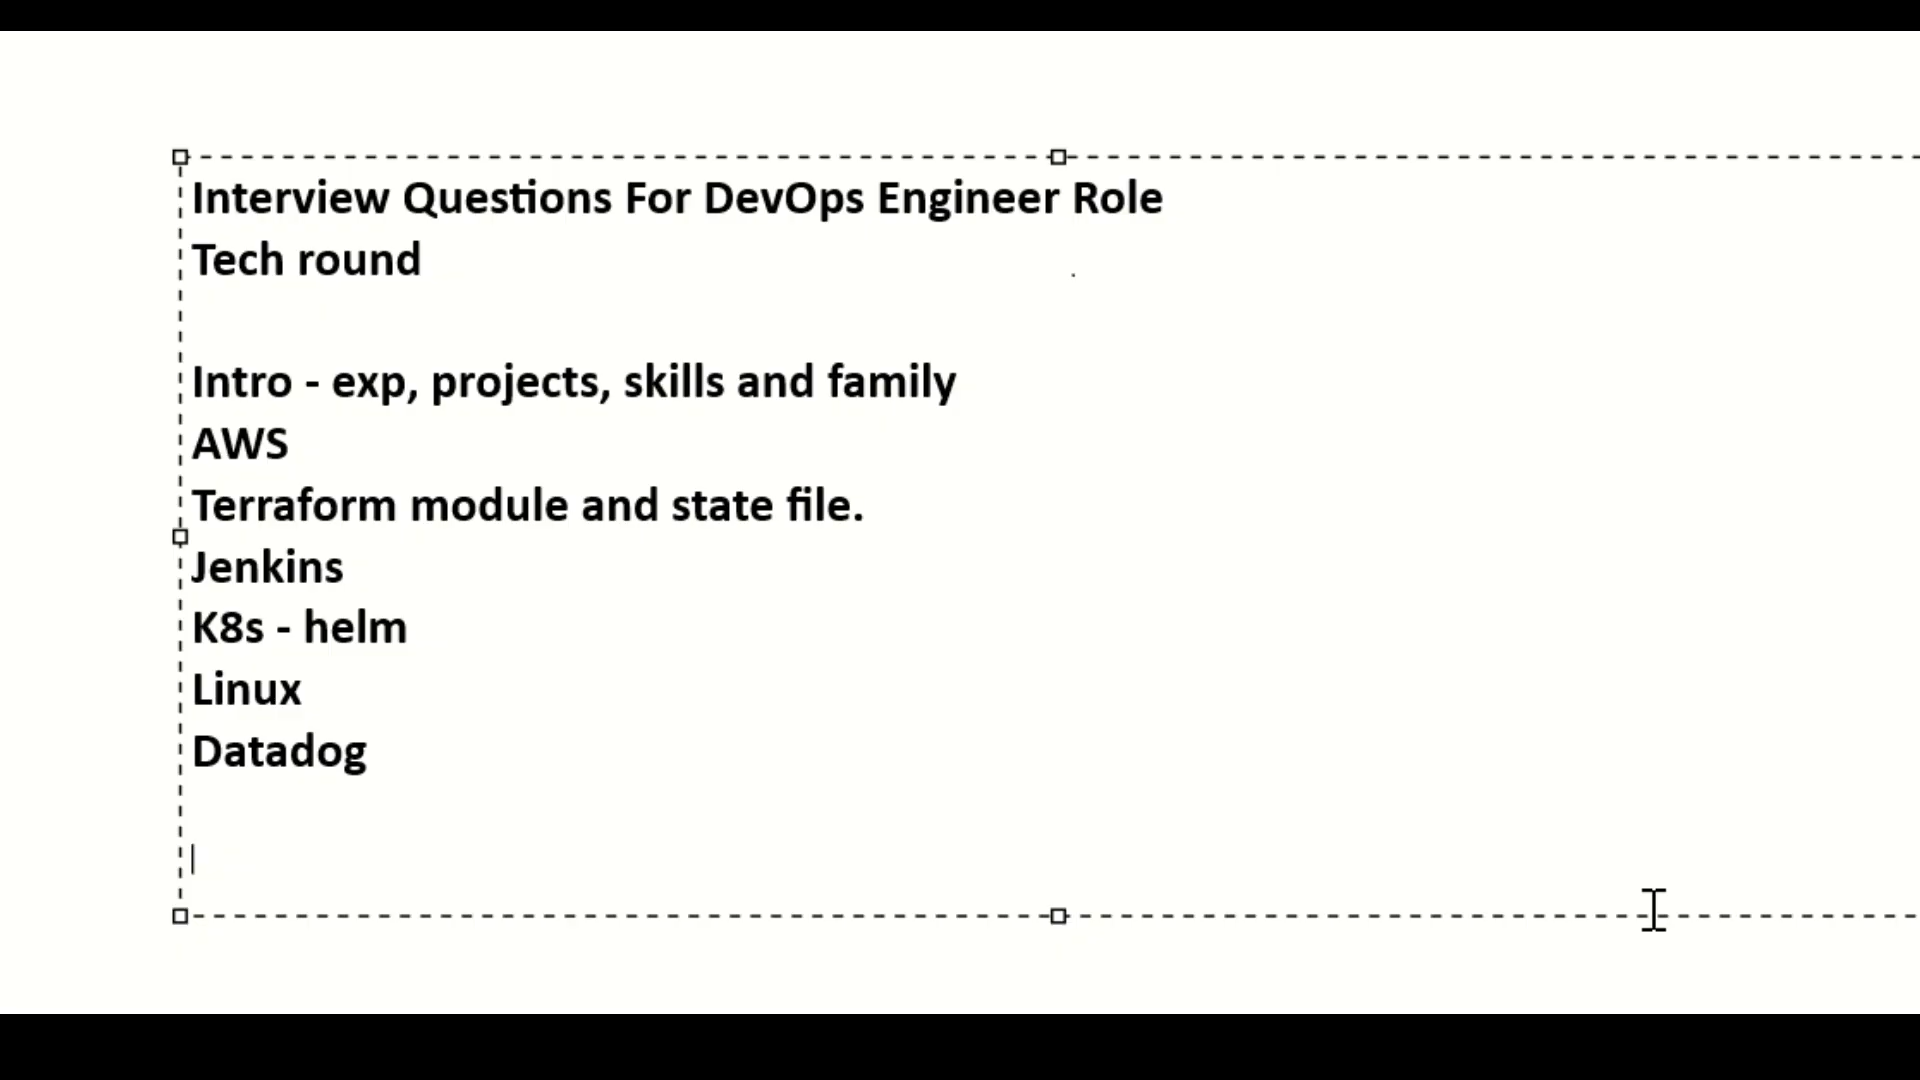 Interview Questions For DevOps Engineer Role
Tech round
Intro - exp, projects, skills and family
AWS
Terraform module and state file.
Jenkins
K8s - helm
Linux
Datadog